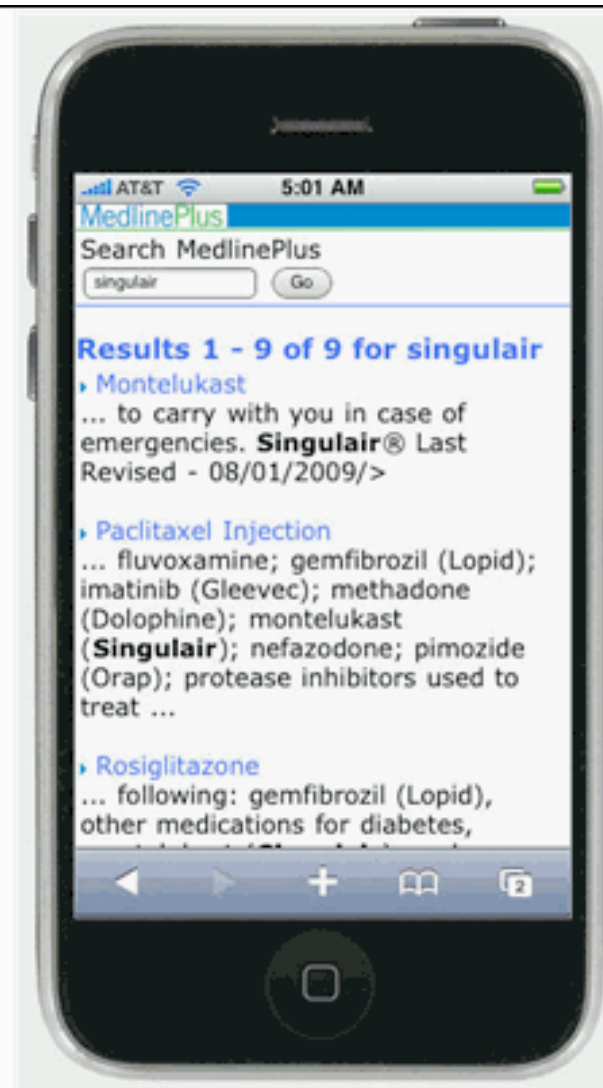 AT&T 5:01 AM
MedlinePlus
Search MedlinePlus
singulair Go
Results 1 - 9 of 9 for singulair
Montelukast
... to carry with you in case of
emergencies. Singulair® Last
Revised - 08/01/2009/>
Paclitaxel Injection
... fluvoxamine; gemfibrozil (Lopid);
imatinib (Gleevec); methadone
(Dolophine); montelukast
(Singulair); nefazodone; pimozide
(Orap); protease inhibitors used to
treat ...
Rosiglitazone
... following: gemfibrozil (Lopid),
other medications for diabetes,
2